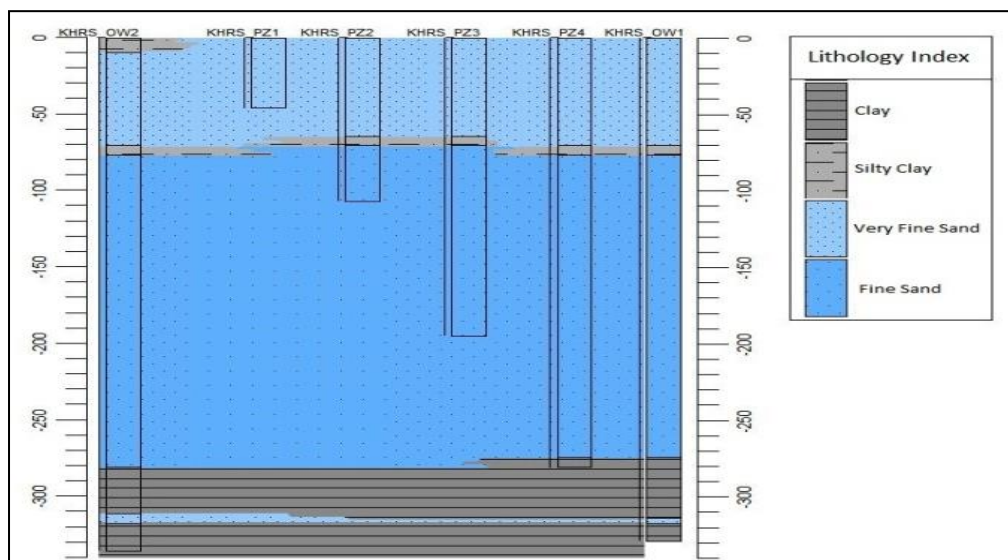 KHRS_OW2 KHRS_PZ1 KHRS_PZ2 KHRS_PZ3 KHRS_PZ4 KHRS_OW1
0 0
-50 -50
-100 -100
-150 -150
-200 -200
-250 -250
-300 -300
Lithology Index
Clay
Silty Clay
Very Fine Sand
Fine Sand